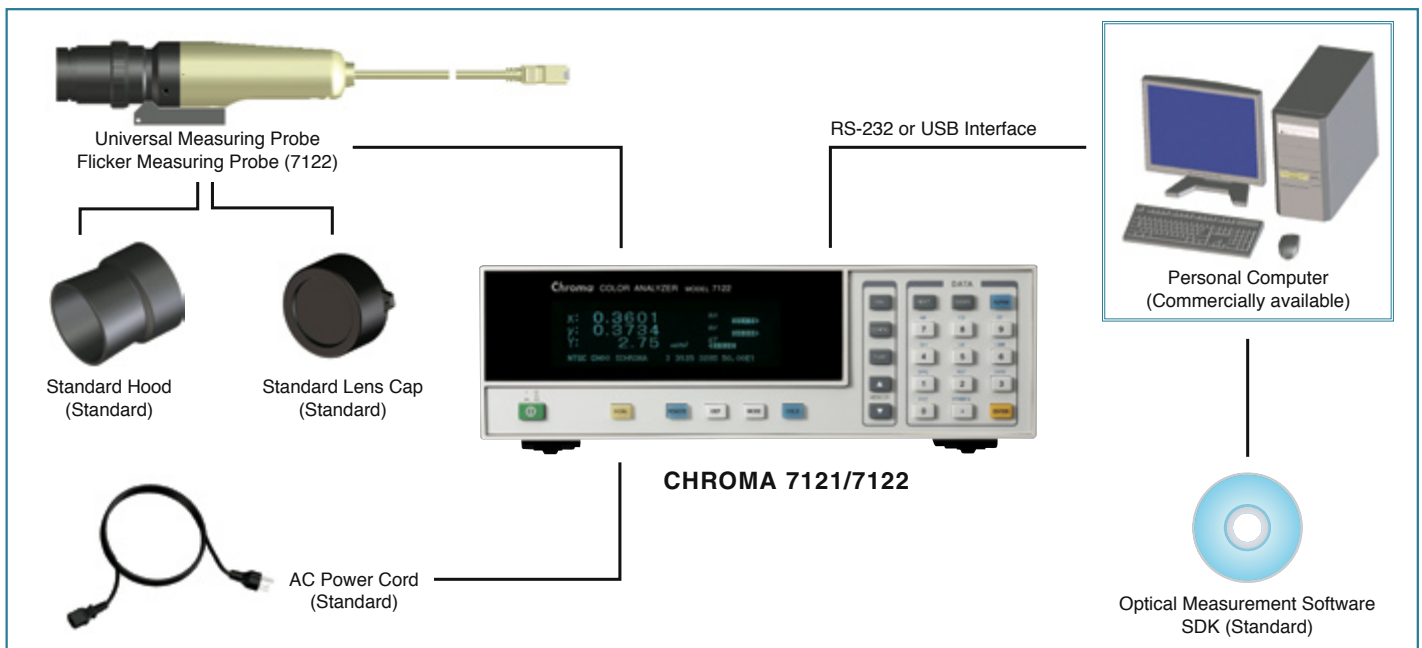 Universal Measuring Probe
Flicker Measuring Probe (7122)
RS-232 or USB Interface
Personal Computer
(Commercially available)
Standard Hood
(Standard)
Standard Lens Cap
(Standard)
Chroma COLOR ANALYZER MODEL 7122
x: 0.3601
y: 0.3734
Y: 2.75
DATA
7 8 9
4 5 6
1 2 3
0
ENTER
REMOTE
MODE
CHROMA 7121/7122
AC Power Cord
(Standard)
Optical Measurement Software
SDK (Standard)